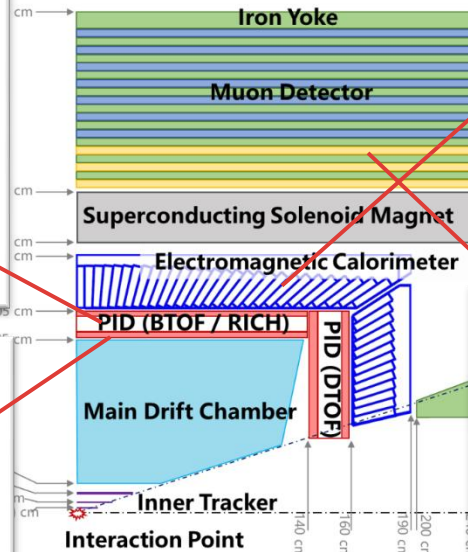 cm
Iron Yoke
Muon Detector
cm
Superconducting Solenoid Magnet
cm
cm
Electromagnetic Calorimeter
cm
PID (BTOF / RICH)
cm
PID (DTOF)
Main Drift Chamber
Inner Tracker
cm
140 cm
160 cm
190 cm
200 cm
Interaction Point